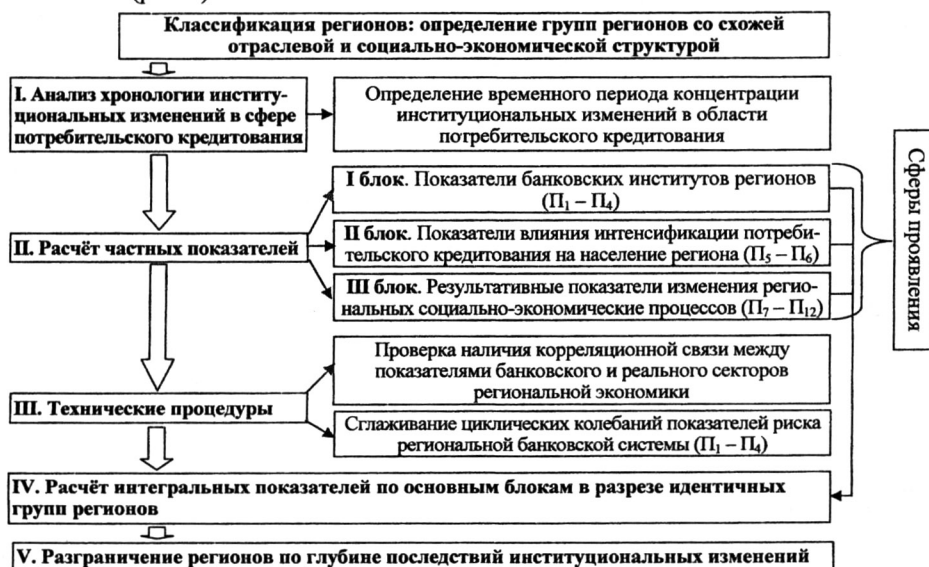 Классификация регионов: определение групп регионов со схожей
отраслевой и социально-экономической структурой
I. Анализ хронологии институ-
циональных изменений в сфере
потребительского кредитования
Определение временного периода концентрации
институциональных изменений в области
потребительского кредитования
II. Расчёт частных показателей
I блок. Показатели банковских институтов регионов
(П₁ – П₄)
II блок. Показатели влияния интенсификации потреби-
тельского кредитования на население региона (П₅ – П₆)
III блок. Результативные показатели изменения регио-
нальных социально-экономических процессов (П₇ – П₁₂)
Сферы проявления
III. Технические процедуры
Проверка наличия корреляционной связи между
показателями банковского и реального секторов
региональной экономики
Сглаживание циклических колебаний показателей риска
региональной банковской системы (П₁ – П₄)
IV. Расчёт интегральных показателей по основным блокам в разрезе идентичных
групп регионов
V. Разграничение регионов по глубине последствий институциональных изменений